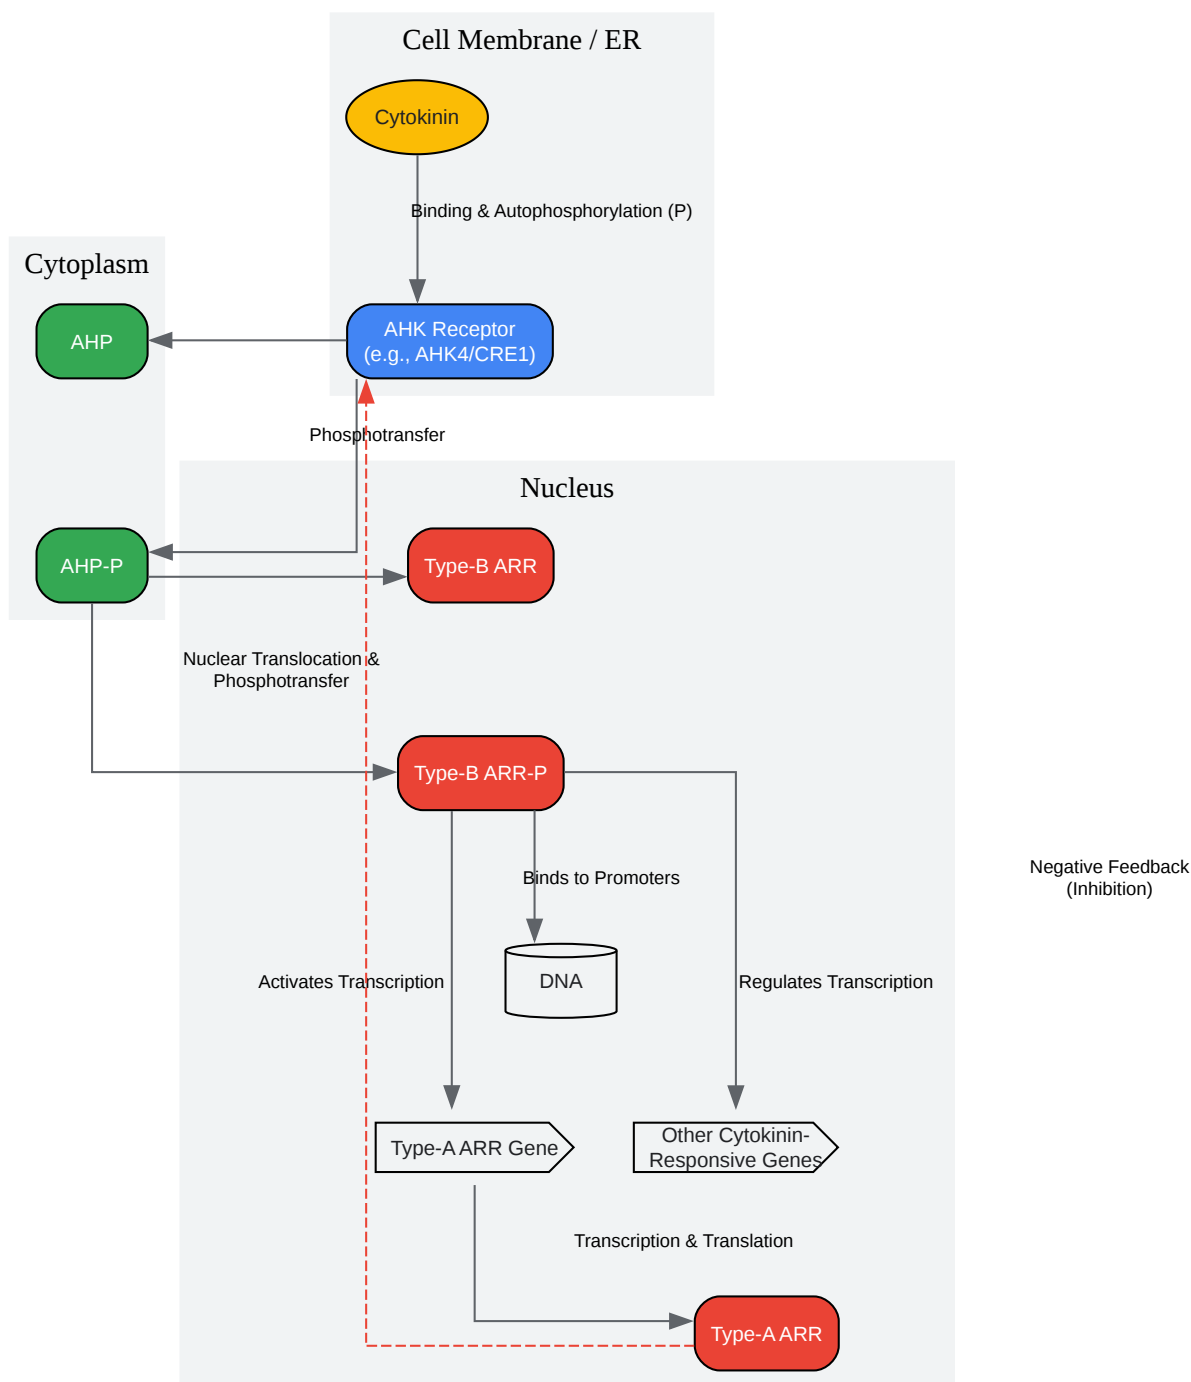 Cell Membrane / ER
Cytokinin
Binding & Autophosphorylation (P)
Cytoplasm
AHP
AHK Receptor
(e.g., AHK4/CRE1)
Phosphotransfer
Nucleus
AHP-P
Type-B ARR
Nuclear Translocation &
Phosphotransfer
Type-B ARR-P
Negative Feedback
(Inhibition)
Binds to Promoters
Activates Transcription
DNA
Regulates Transcription
Type-A ARR Gene
Other Cytokinin-
Responsive Genes
Transcription & Translation
Type-A ARR